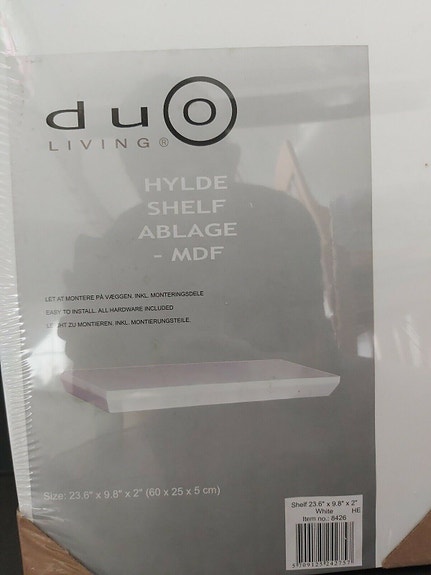 duo
LIVING®
HYLDE
SHELF
ABLAGE
- MDF
LET AT MONTERE PÅ VÆGGEN. INKL. MONTERINGSDELE
EASY TO INSTALL. ALL HARDWARE INCLUDED
LEICHT ZU MONTIEREN. INKL. MONTIERUNGSTEILE.
Size: 23.6" x 9.8" x 2" (60 x 25 x 5 cm)
Shelf 23.6" x 9.8" x 2"
White HE
Item no.: 8426